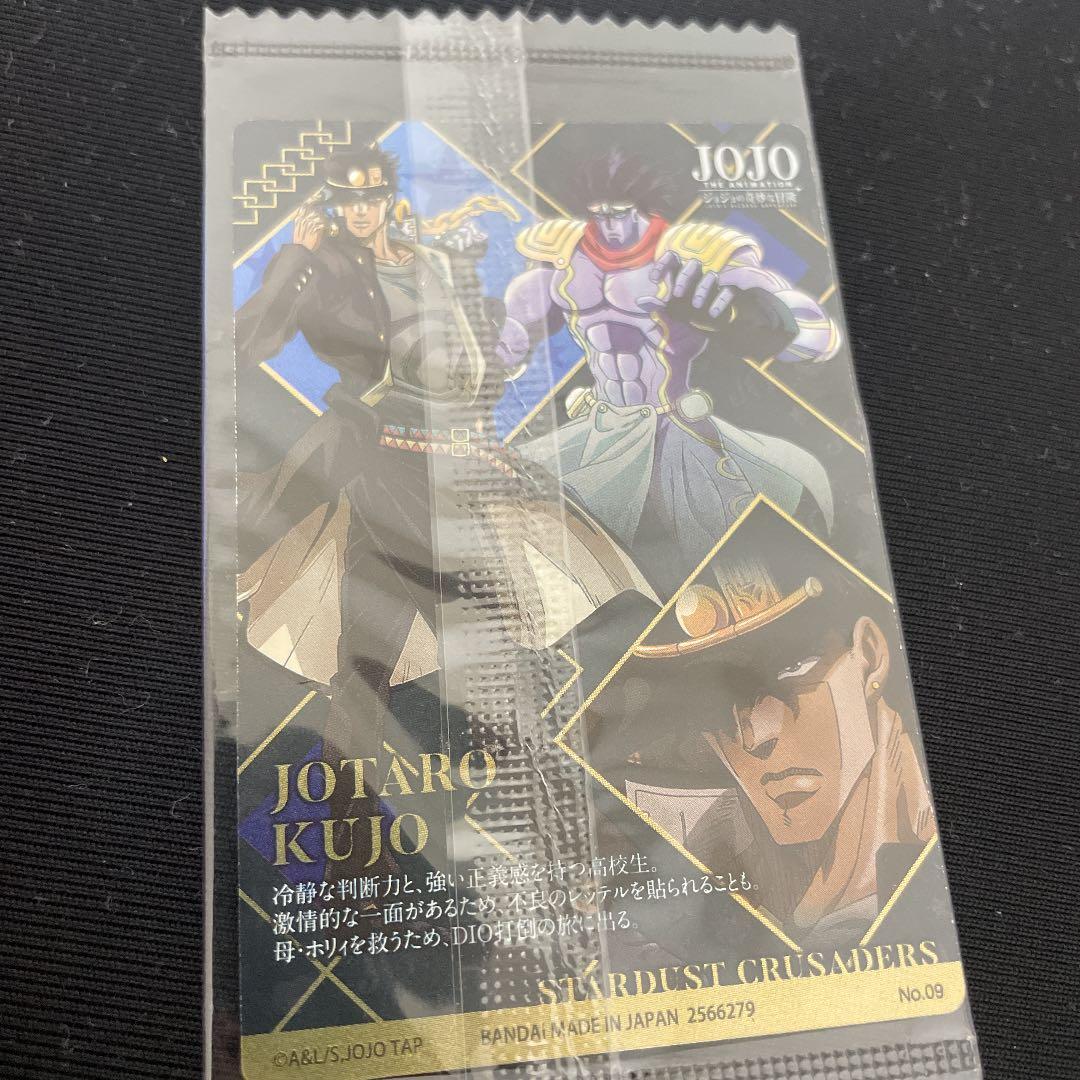 JOJO
THE ANIMATION
ジョジョの奇妙な冒険
JOTARO
KUJO
冷静な判断力と、強い正義感を持つ高校生。
激情的な一面があるため、不良のレッテルを貼られることも。
母・ホリィを救うため、DIO打倒の旅に出る。
STARDUST CRUSADERS
©A&L/S,JOJO TAP
BANDAI MADE IN JAPAN 2566279
No.09